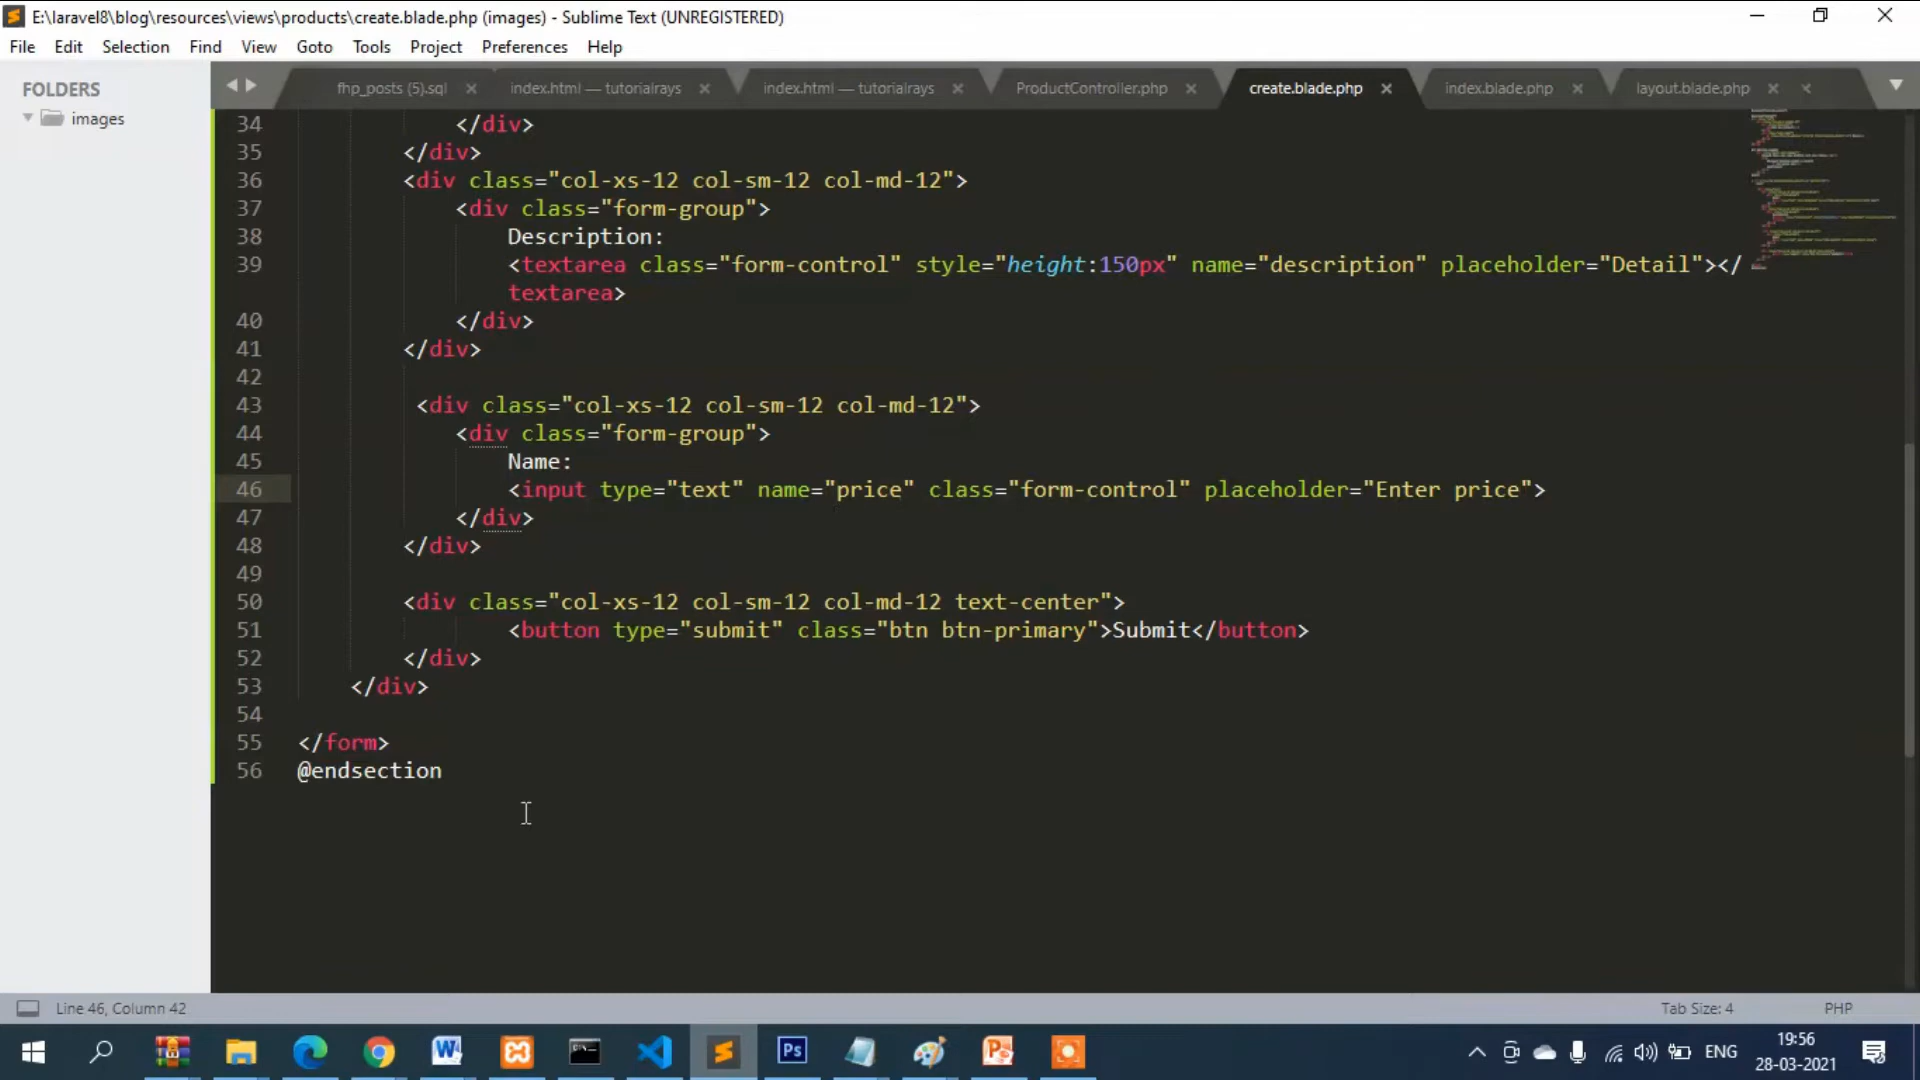 E:\laravel8\blog\resources\views\products\create.blade.php (images) - Sublime Text (UNREGISTERED)
File Edit Selection Find View Goto Tools Project Preferences Help
FOLDERS
images
fhp_posts (5).sql index.html — tutorialrays index.html — tutorialrays ProductController.php create.blade.php index.blade.php layout.blade.php
34 </div>
35 </div>
36 <div class="col-xs-12 col-sm-12 col-md-12">
37 <div class="form-group">
38 Description:
39 <textarea class="form-control" style="height:150px" name="description" placeholder="Detail"></
textarea>
40 </div>
41 </div>
42
43 <div class="col-xs-12 col-sm-12 col-md-12">
44 <div class="form-group">
45 Name:
46 <input type="text" name="price" class="form-control" placeholder="Enter price">
47 </div>
48 </div>
49
50 <div class="col-xs-12 col-sm-12 col-md-12 text-center">
51 <button type="submit" class="btn btn-primary">Submit</button>
52 </div>
53 </div>
54
55 </form>
56 @endsection
Line 46, Column 42 Tab Size: 4 PHP
ENG
19:56
28-03-2021